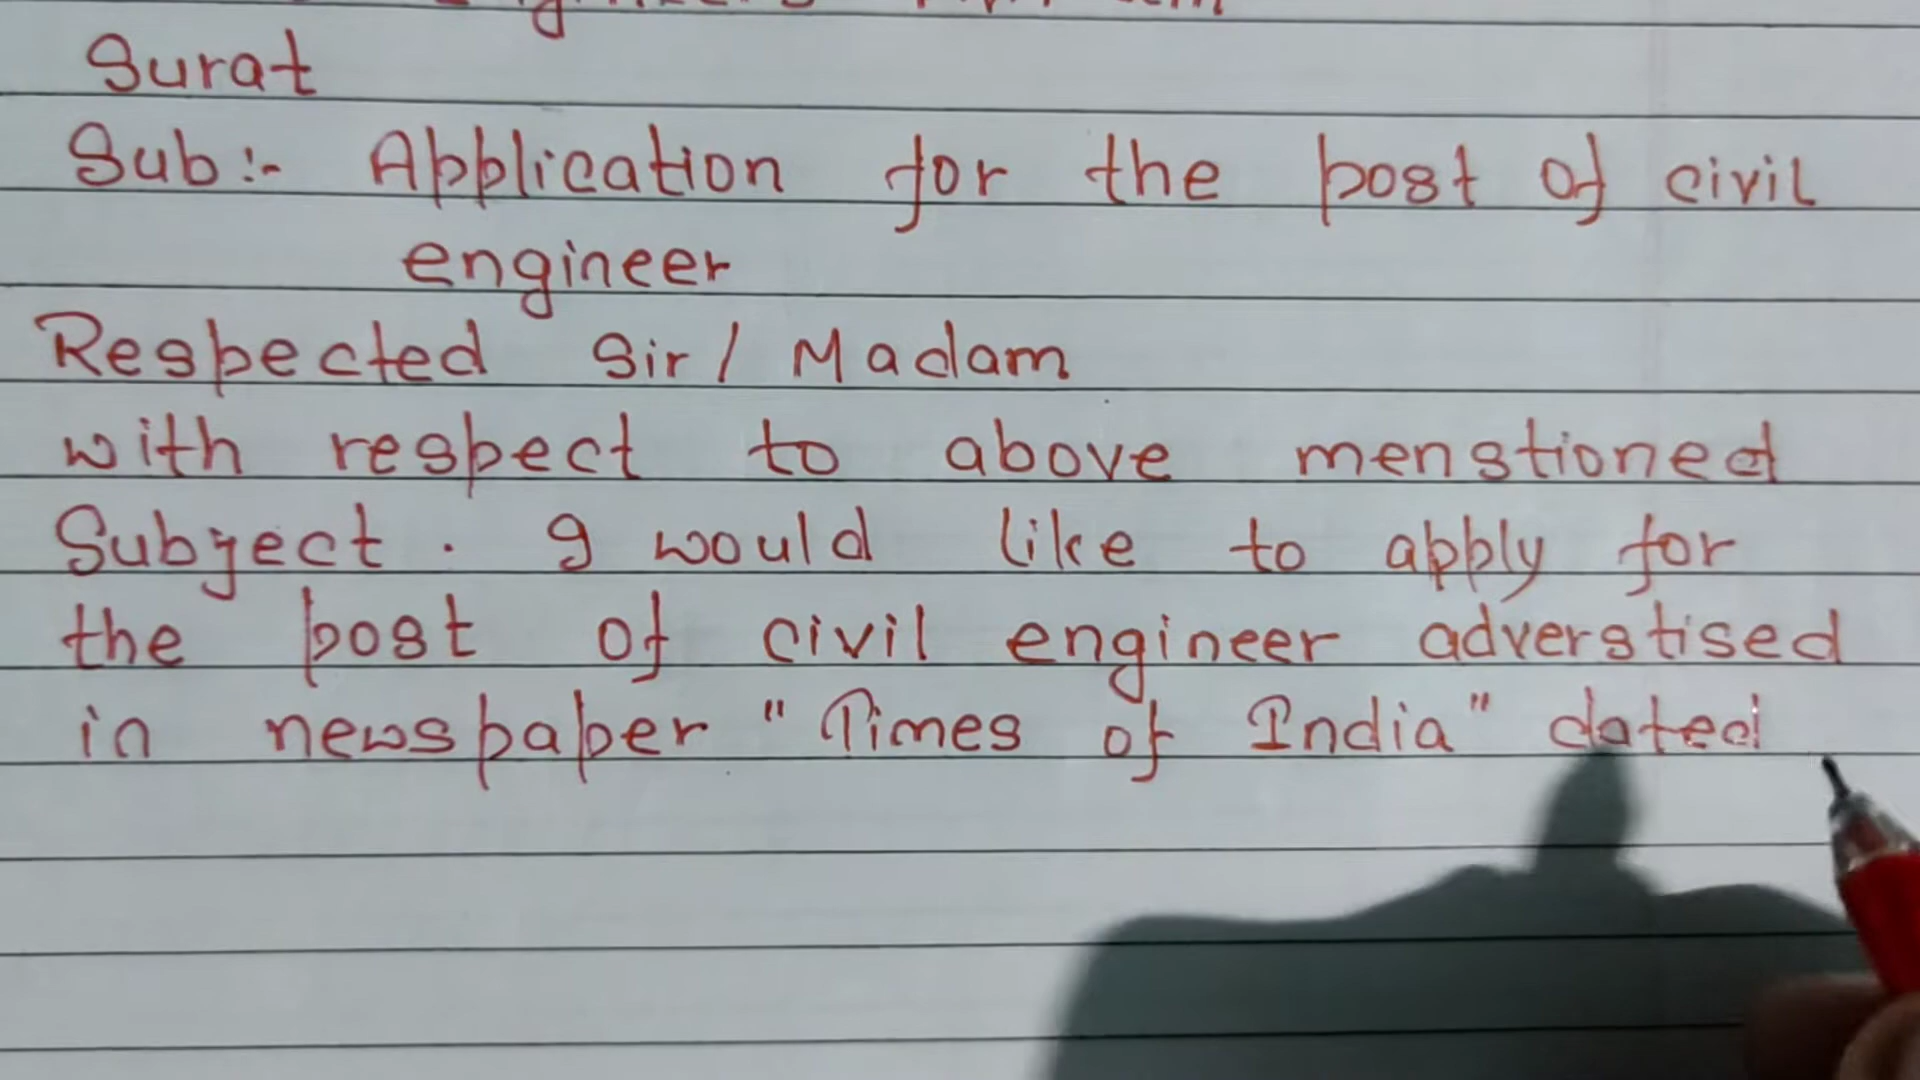 Surat
Sub:- Application for the post of civil
engineer
Respected Sir / Madam
with respect to above menstioned
Subject. I would like to apply for
the post of civil engineer adverstised
in newspaper "Times of India" dated